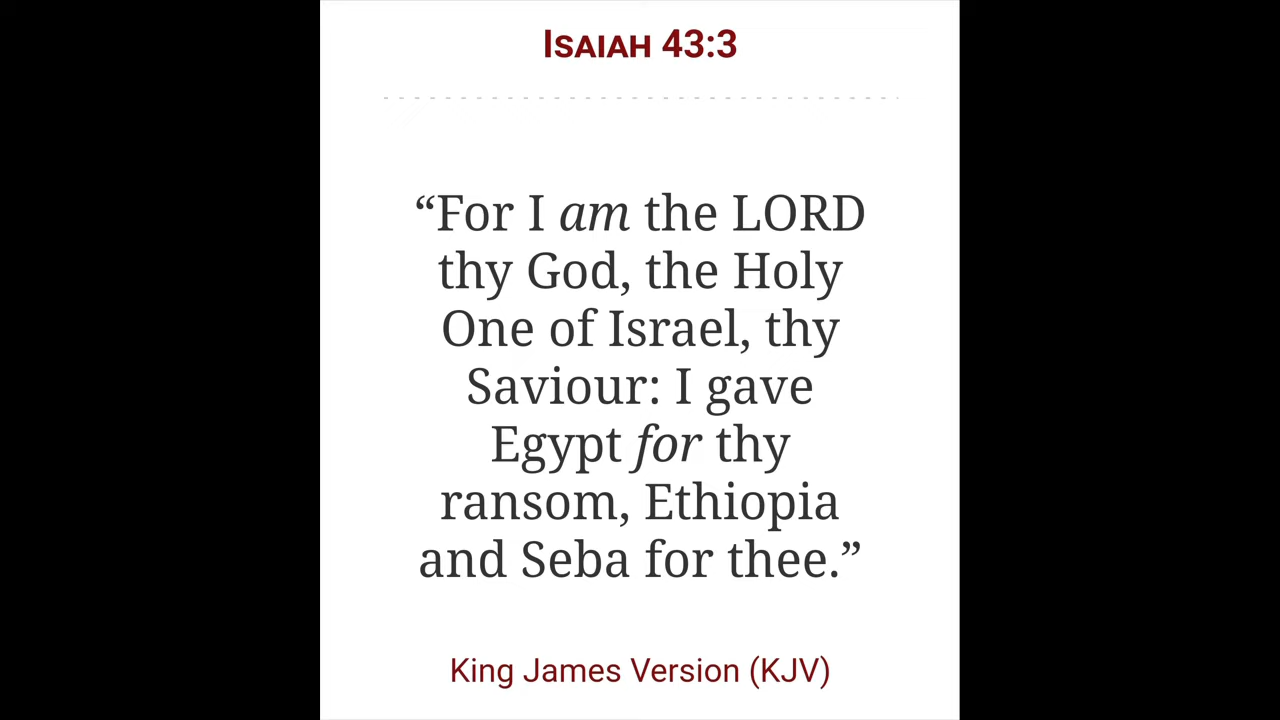 Isaiah 43:3
“For I am the LORD
thy God, the Holy
One of Israel, thy
Saviour: I gave
Egypt for thy
ransom, Ethiopia
and Seba for thee.”
King James Version (KJV)